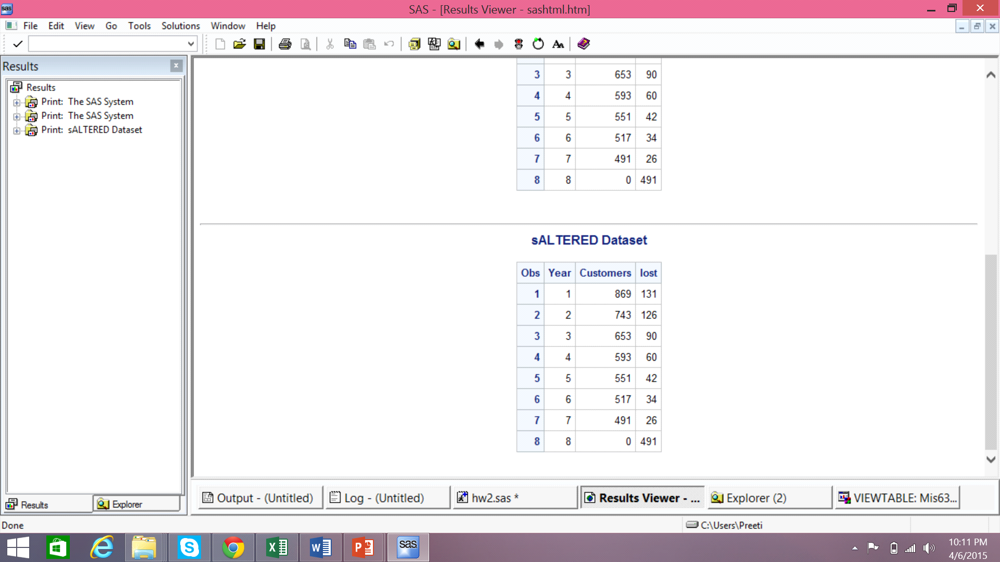 sas
SAS - [Results Viewer - sashtml.htm]
File Edit View Go Tools Solutions Window Help
Results
Results
Print: The SAS System
Print: The SAS System
Print: sALTERED Dataset
3 3 653 90
4 4 593 60
5 5 551 42
6 6 517 34
7 7 491 26
8 8 0 491
sALTERED Dataset
Obs Year Customers lost
1 1 869 131
2 2 743 126
3 3 653 90
4 4 593 60
5 5 551 42
6 6 517 34
7 7 491 26
8 8 0 491
Results Explorer
Output - (Untitled) Log - (Untitled) hw2.sas * Results Viewer - ... Explorer (2) VIEWTABLE: Mis63...
Done
C:\Users\Preeti
sas
10:11 PM
4/6/2015